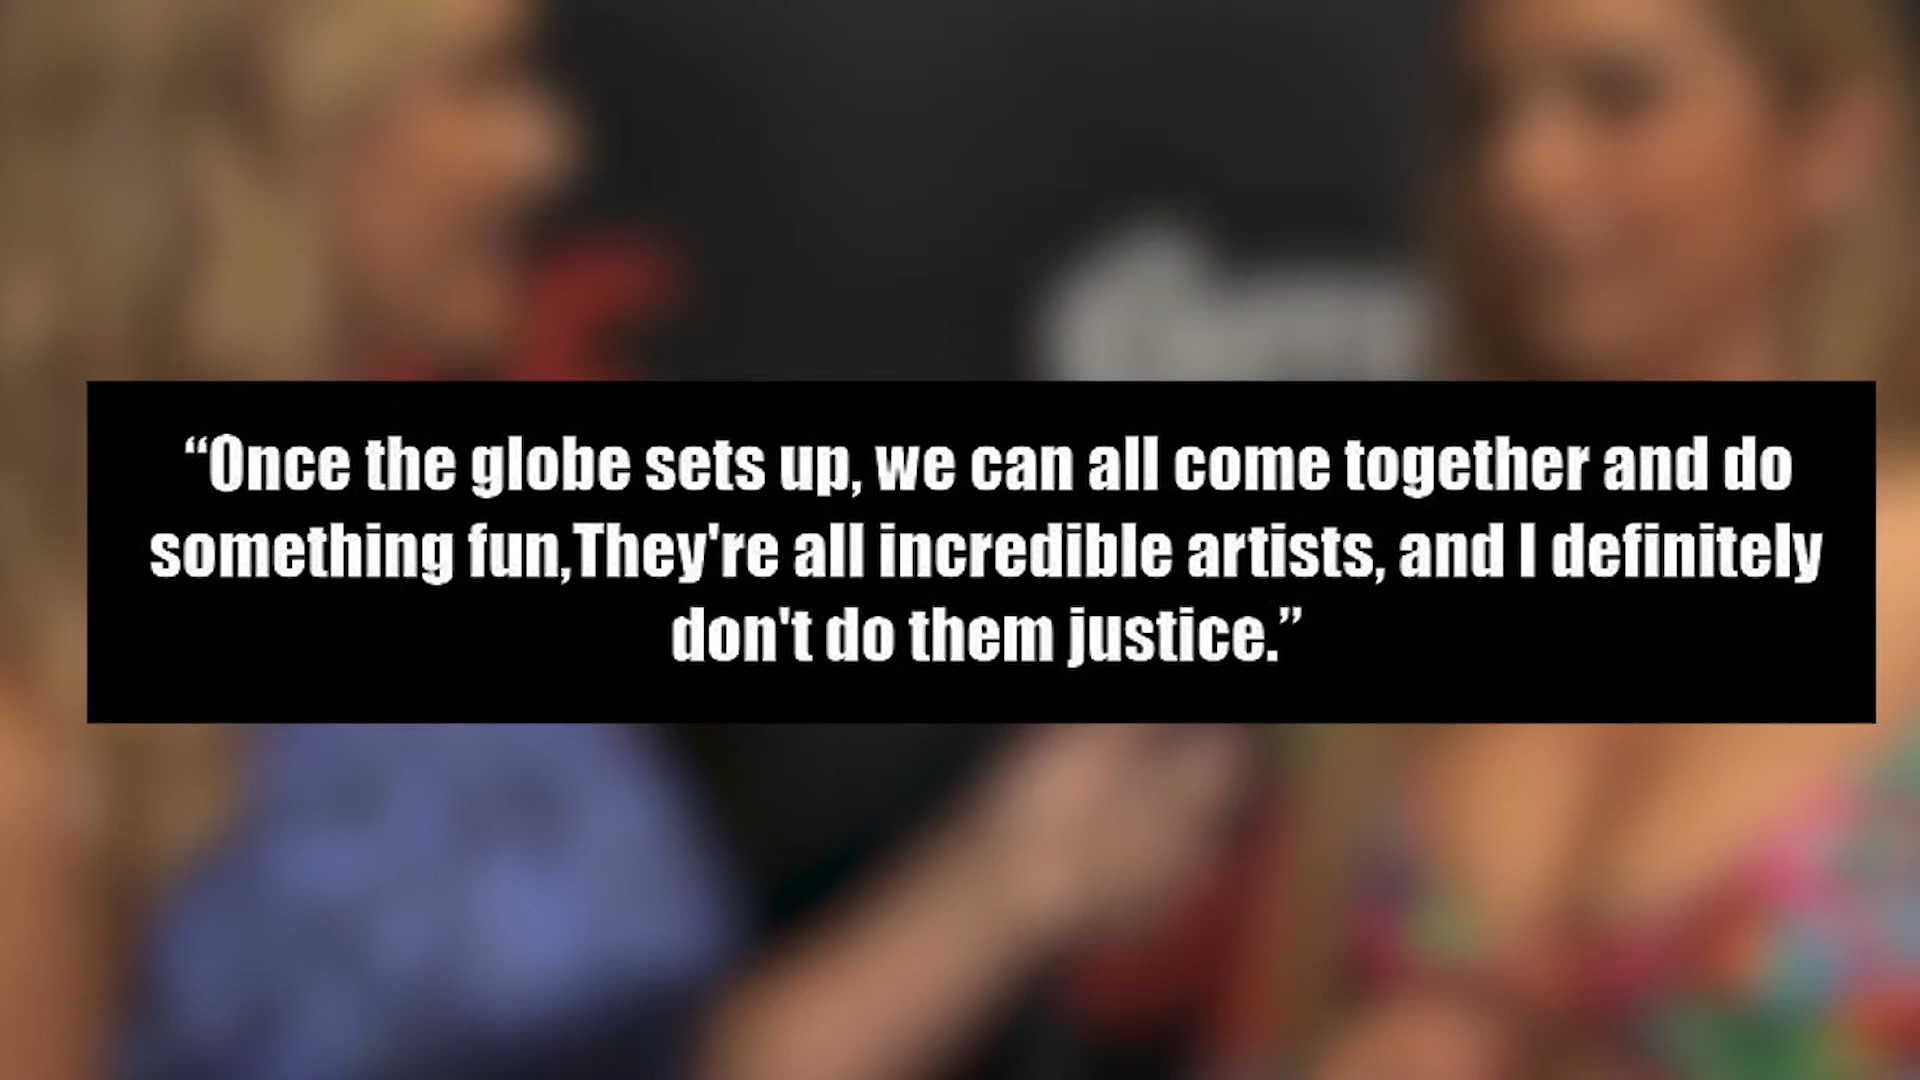 “Once the globe sets up, we can all come together and do
something fun,They're all incredible artists, and I definitely
don't do them justice.”